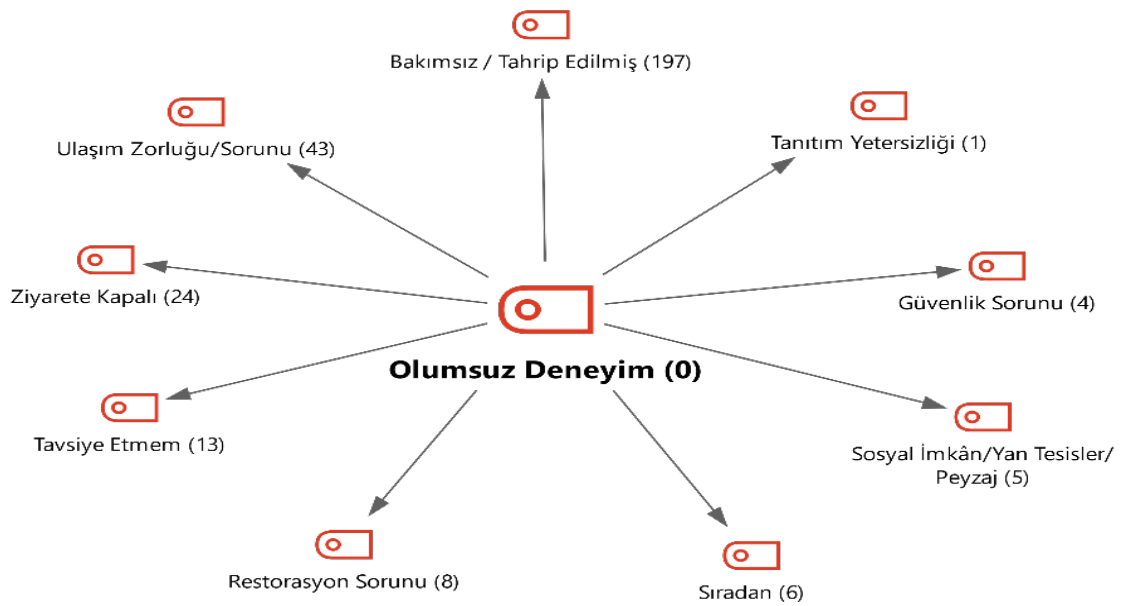 Bakımsız / Tahrip Edilmiş (197)
Ulaşım Zorluğu/Sorunu (43)
Tanıtım Yetersizliği (1)
Ziyarete Kapalı (24)
Güvenlik Sorunu (4)
Olumsuz Deneyim (0)
Tavsiye Etmem (13)
Sosyal İmkân/Yan Tesisler/
Peyzaj (5)
Restorasyon Sorunu (8)
Sıradan (6)